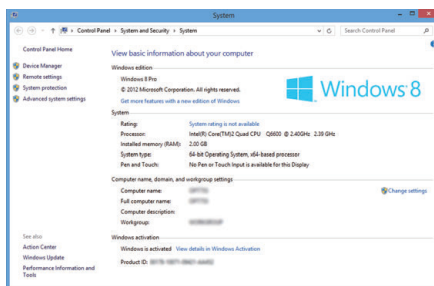 System
Control Panel › System and Security › System
Search Control Panel
Control Panel Home
Device Manager
Remote settings
System protection
Advanced system settings
View basic information about your computer
Windows edition
Windows 8 Pro
© 2012 Microsoft Corporation. All rights reserved.
Get more features with a new edition of Windows
Windows 8
System
Rating: System rating is not available
Processor: Intel(R) Core(TM)2 Quad CPU Q6600 @ 2.40GHz 2.39 GHz
Installed memory (RAM): 2.00 GB
System type: 64-bit Operating System, x64-based processor
Pen and Touch: No Pen or Touch Input is available for this Display
Computer name, domain, and workgroup settings
Computer name:
Change settings
Full computer name:
Computer description:
Workgroup:
Windows activation
Windows is activated View details in Windows Activation
Product ID:
See also
Action Center
Windows Update
Performance Information and
Tools